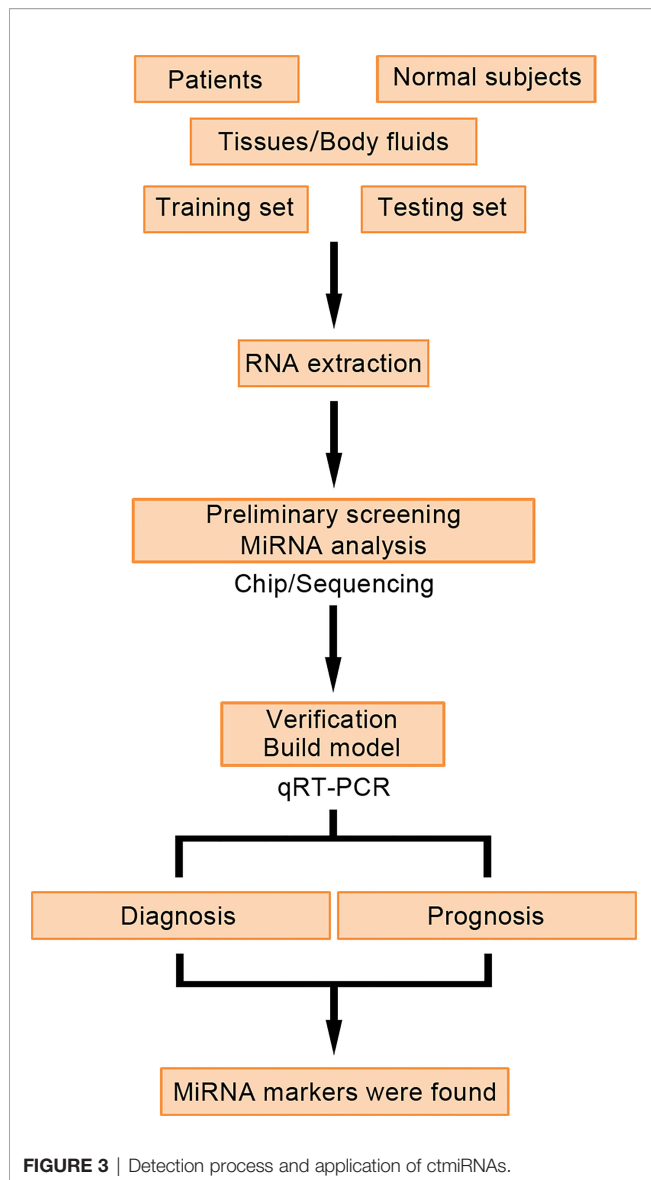 Patients
Normal subjects
Tissues/Body fluids
Training set
Testing set
RNA extraction
Preliminary screening
MiRNA analysis
Chip/Sequencing
Verification
Build model
qRT-PCR
Diagnosis
Prognosis
MiRNA markers were found
FIGURE 3 | Detection process and application of ctmiRNAs.